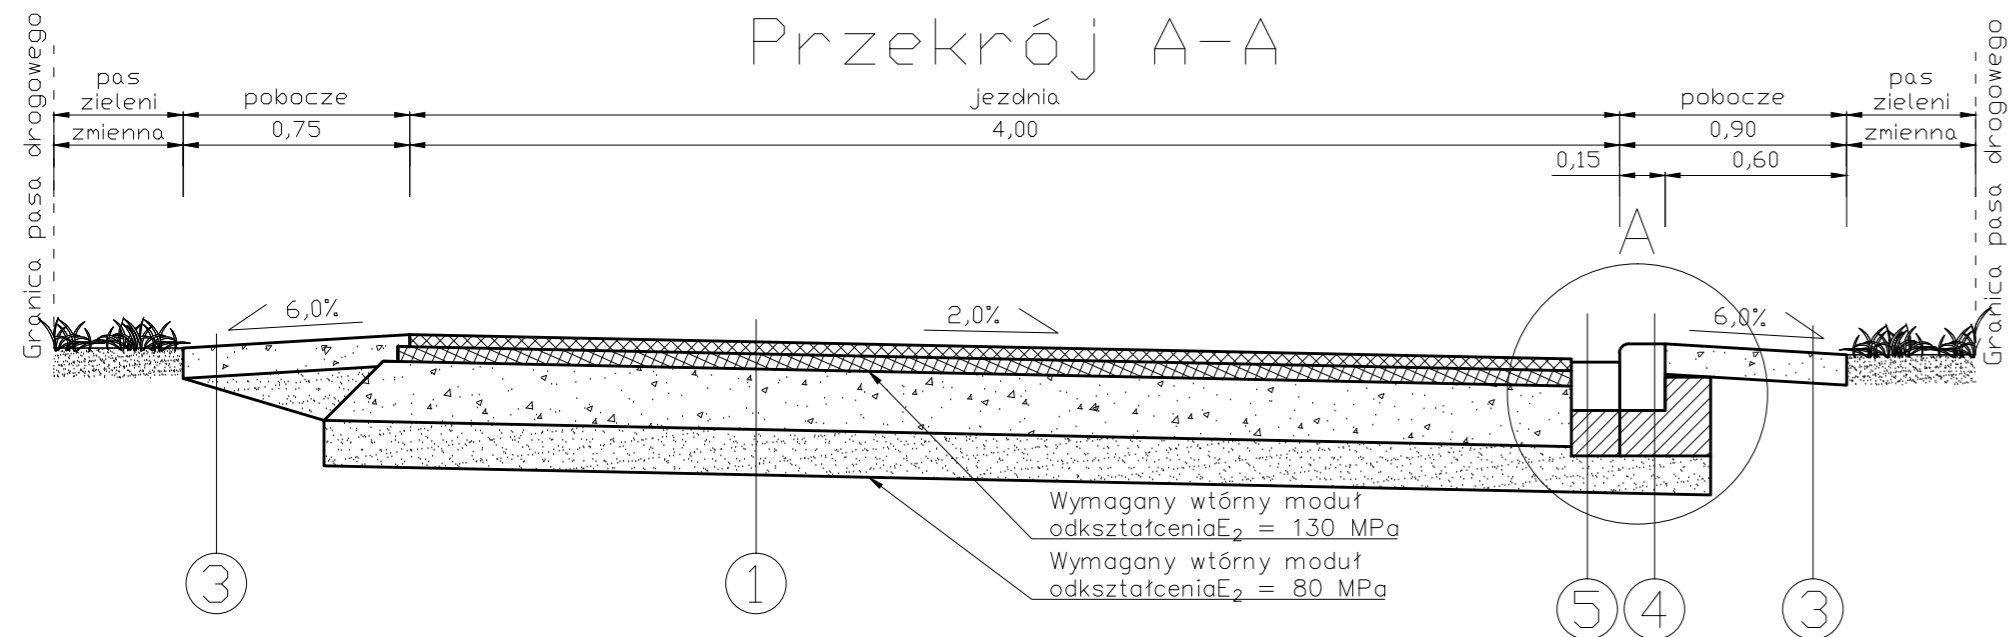 Przekrój A-A
Granica pasa drogowego
pas
zieleni
zmienna
pobocze
0,75
jezdnia
4,00
pobocze
0,90
0,15
0,60
pas
zieleni
zmienna
Granica pasa drogowego
A
6,0%
2,0%
6,0%
Wymagany wtórny moduł
odkształceniaE₂ = 130 MPa
Wymagany wtórny moduł
odkształceniaE₂ = 80 MPa
3
1
5
4
3